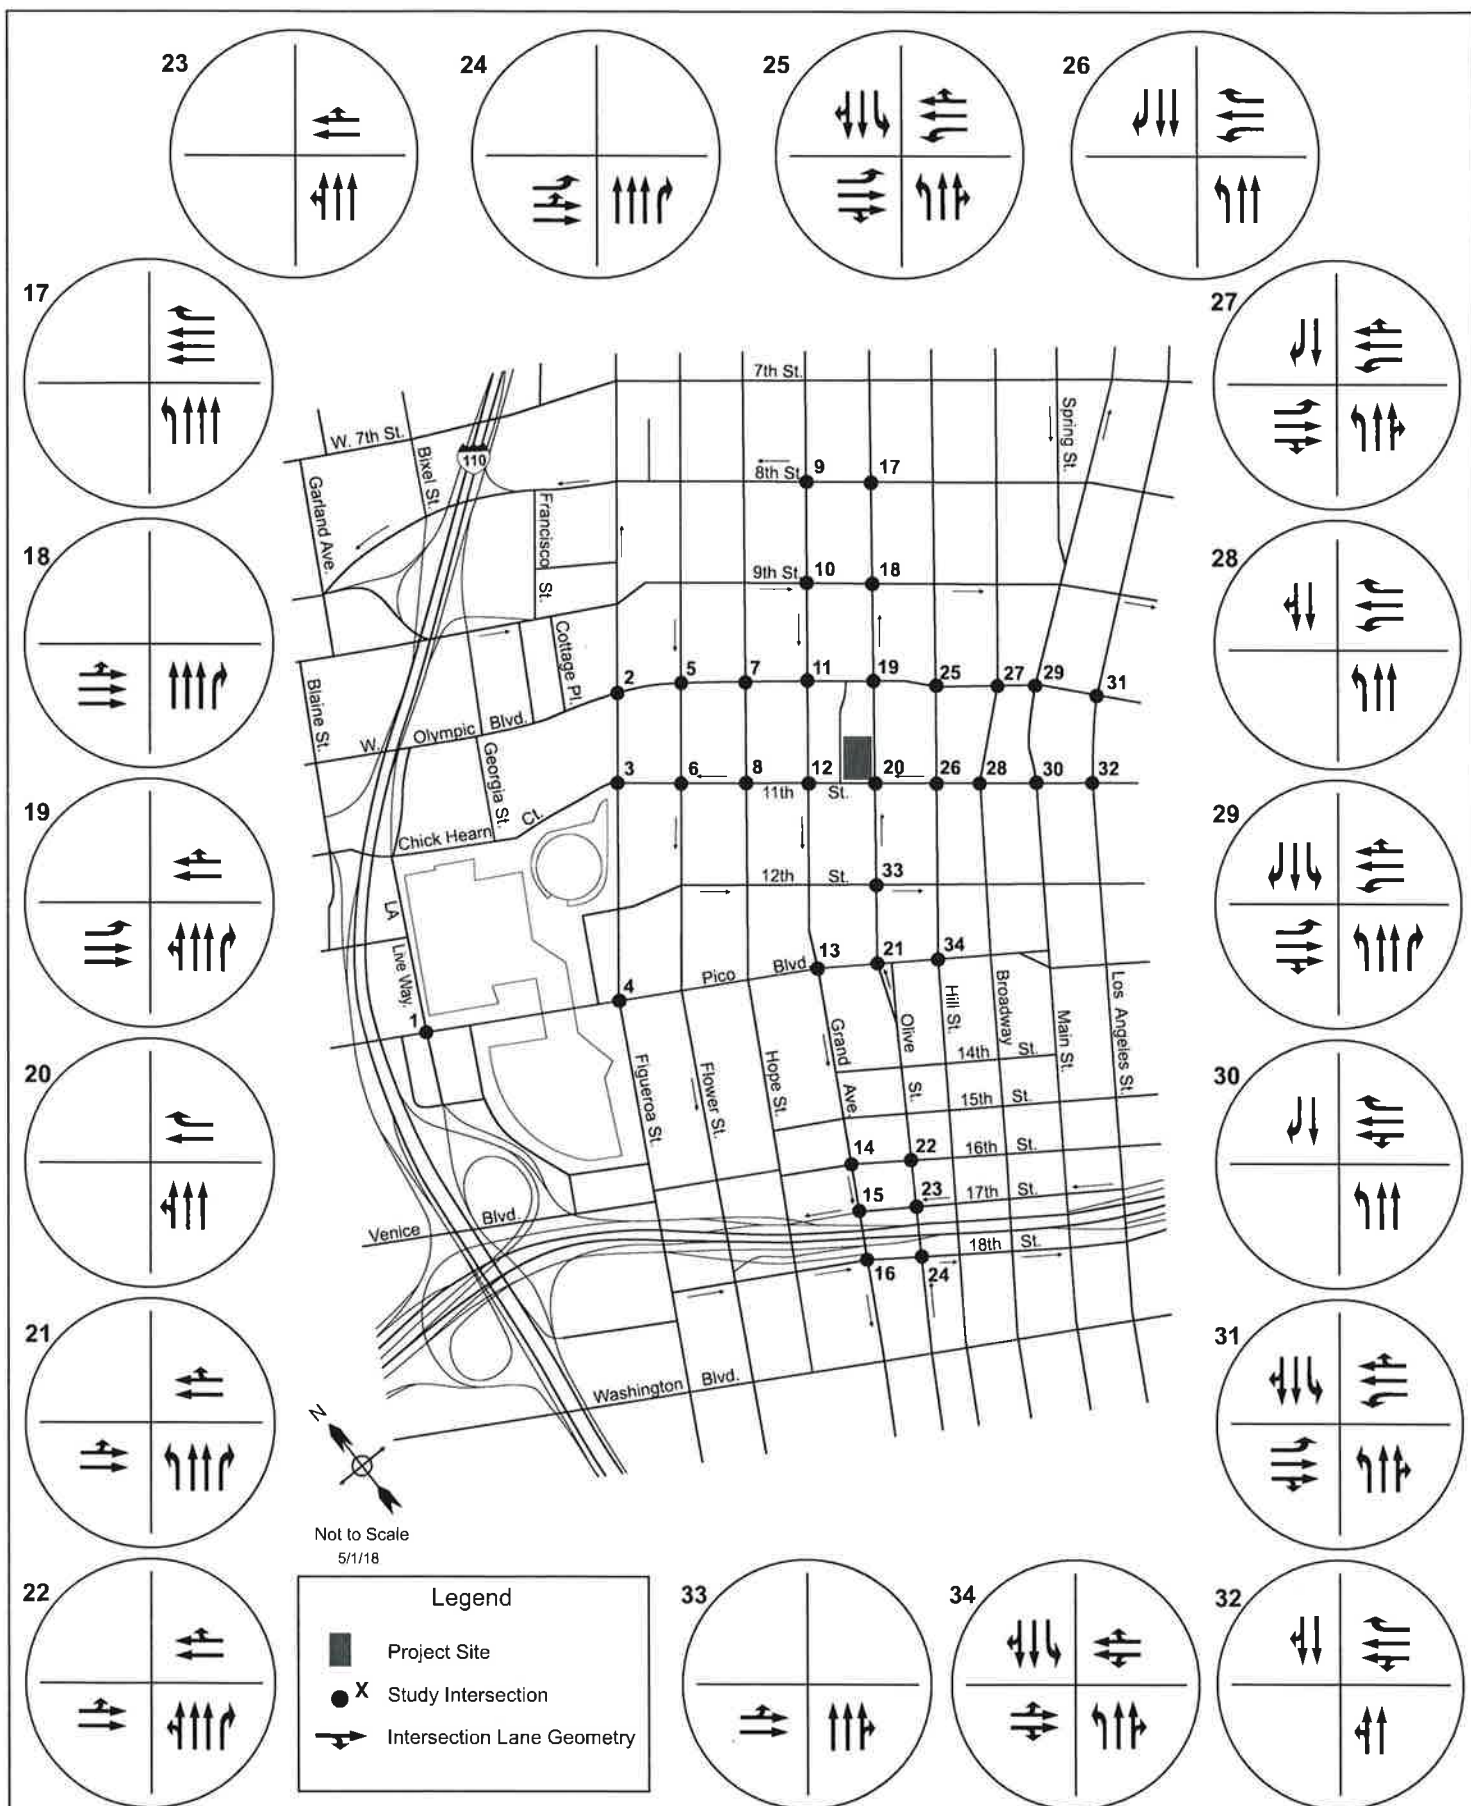 23
24
25
26
17
27
7th St.
Spring St.
W. 7th St.
Bixel St.
110
8th St
9
17
Garland Ave.
Francisco
St.
18
28
9th St
10
18
Cottage Pl.
Blaine St.
2
5
7
11
19
25
27
29
31
W.
Olympic
Blvd.
Georgia St.
19
29
3
6
8
12
20
26
28
30
32
11th
St.
Chick Hearn
Ct.
12th
St.
33
LA
Live Way.
13
21
34
Pico
Blvd
4
1
20
30
Grand
Ave.
Olive
St.
Hill St.
Broadway
Main St.
Los Angeles St.
Figueroa St.
Flower St.
Hope St.
14th
St.
15th
St.
14
22
16th
St.
15
23
17th
St.
Venice
Blvd.
18th
St.
16
24
21
31
Washington
Blvd.
N
Not to Scale
5/1/18
22
33
34
32
Legend
Project Site
X
Study Intersection
Intersection Lane Geometry